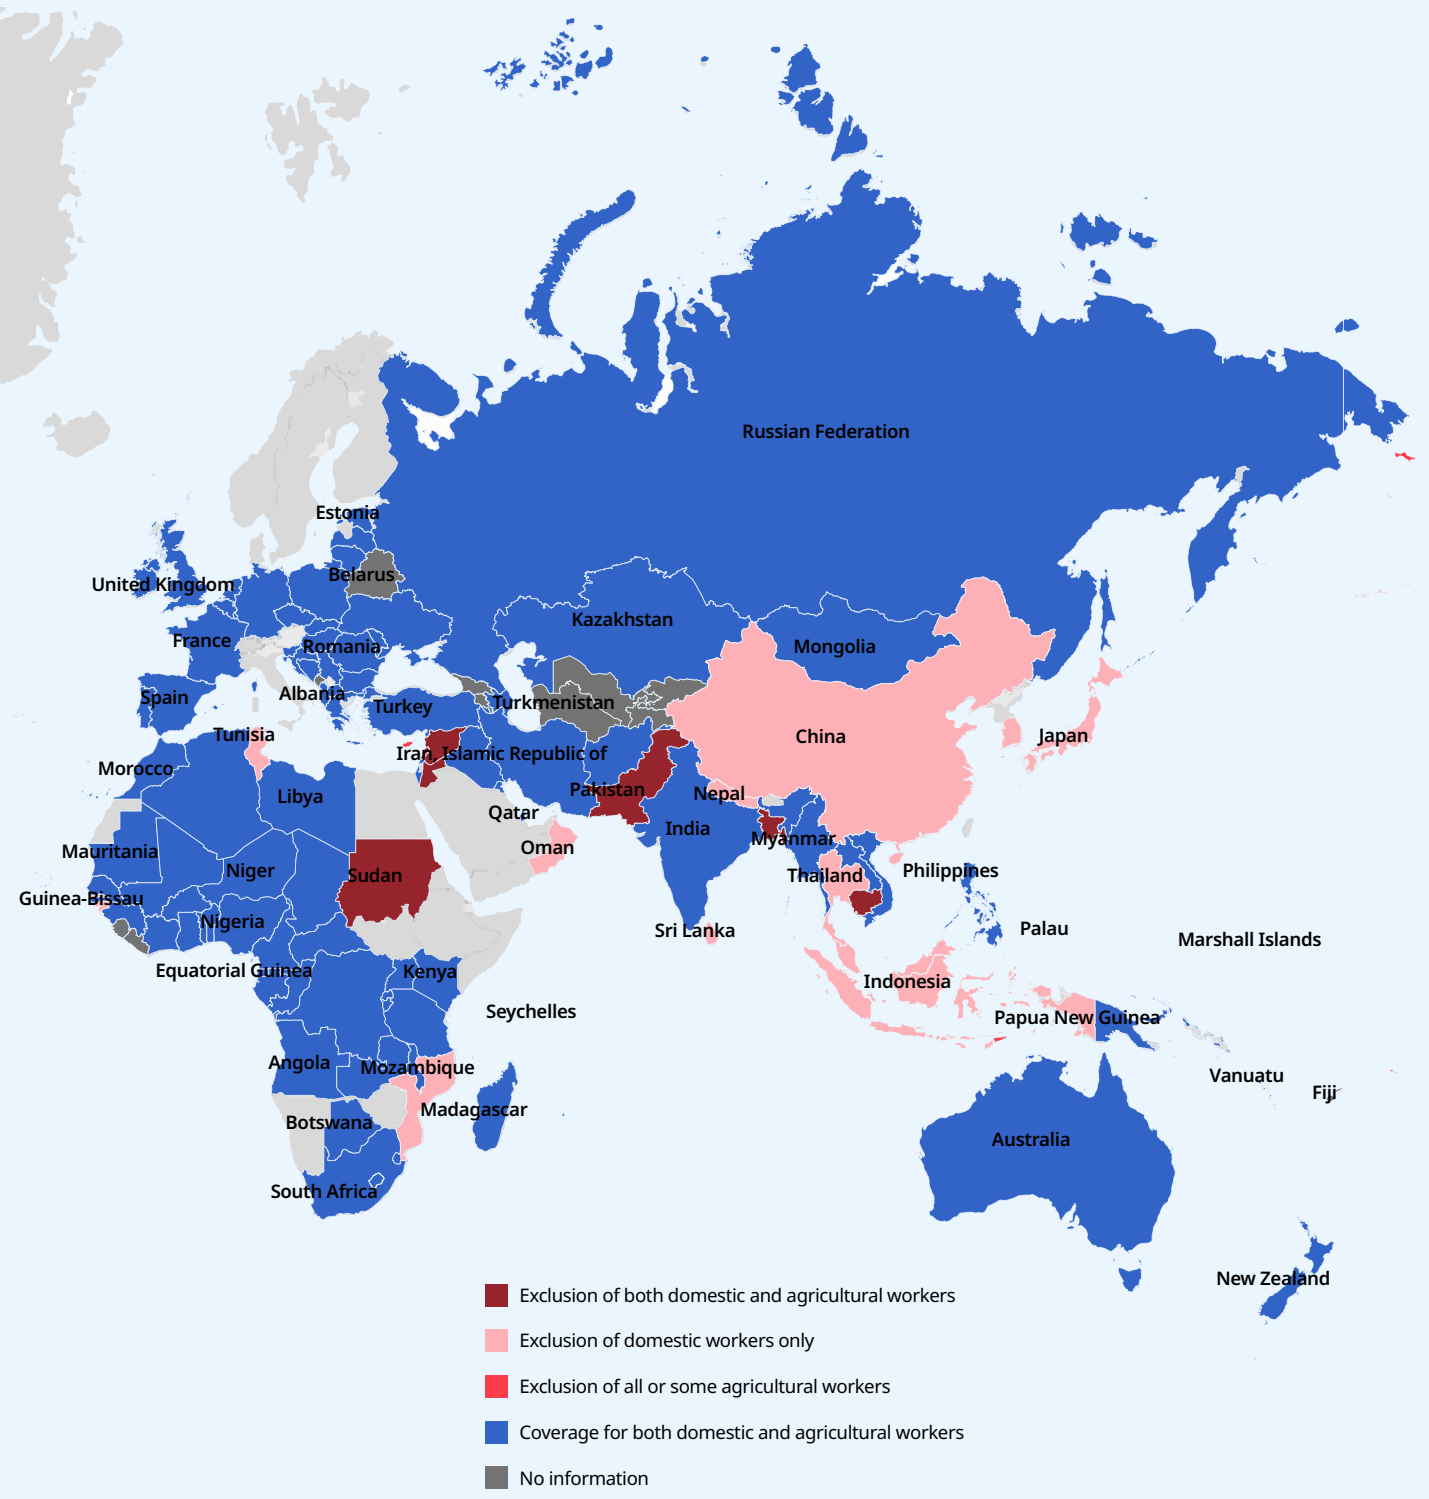 Russian Federation
Estonia
Belarus
United Kingdom
Kazakhstan
France
Romania
Mongolia
Albania
Spain
Turkmenistan
Turkey
Tunisia
China
Japan
Iran, Islamic Republic of
Morocco
Pakistan
Nepal
Libya
Qatar
India
Myanmar
Oman
Mauritania
Niger
Philippines
Sudan
Thailand
Guinea-Bissau
Nigeria
Palau
Sri Lanka
Marshall Islands
Equatorial Guinea
Kenya
Indonesia
Seychelles
Papua New Guinea
Angola
Mozambique
Vanuatu
Fiji
Madagascar
Botswana
Australia
South Africa
New Zealand
Exclusion of both domestic and agricultural workers
Exclusion of domestic workers only
Exclusion of all or some agricultural workers
Coverage for both domestic and agricultural workers
No information